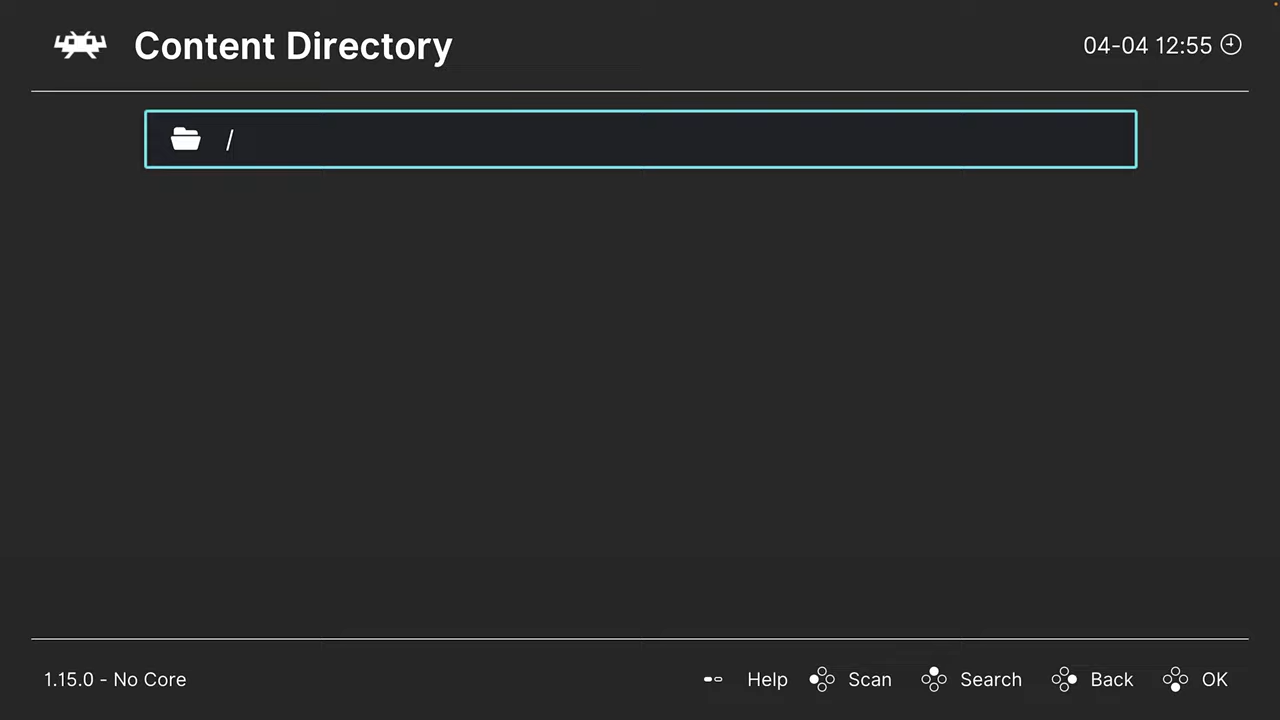 Content Directory
04-04 12:55
/
1.15.0 - No Core
Help Scan Search Back OK